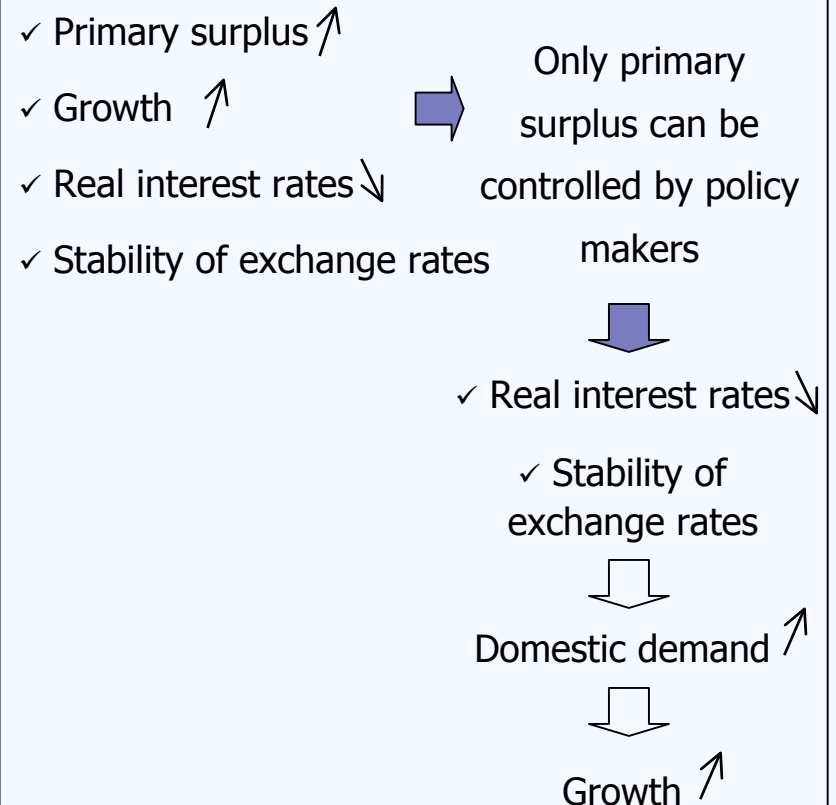 ✓ Primary surplus
✓ Growth
✓ Real interest rates
✓ Stability of exchange rates
Only primary
surplus can be
controlled by policy
makers
✓ Real interest rates
✓ Stability of
exchange rates
Domestic demand
Growth